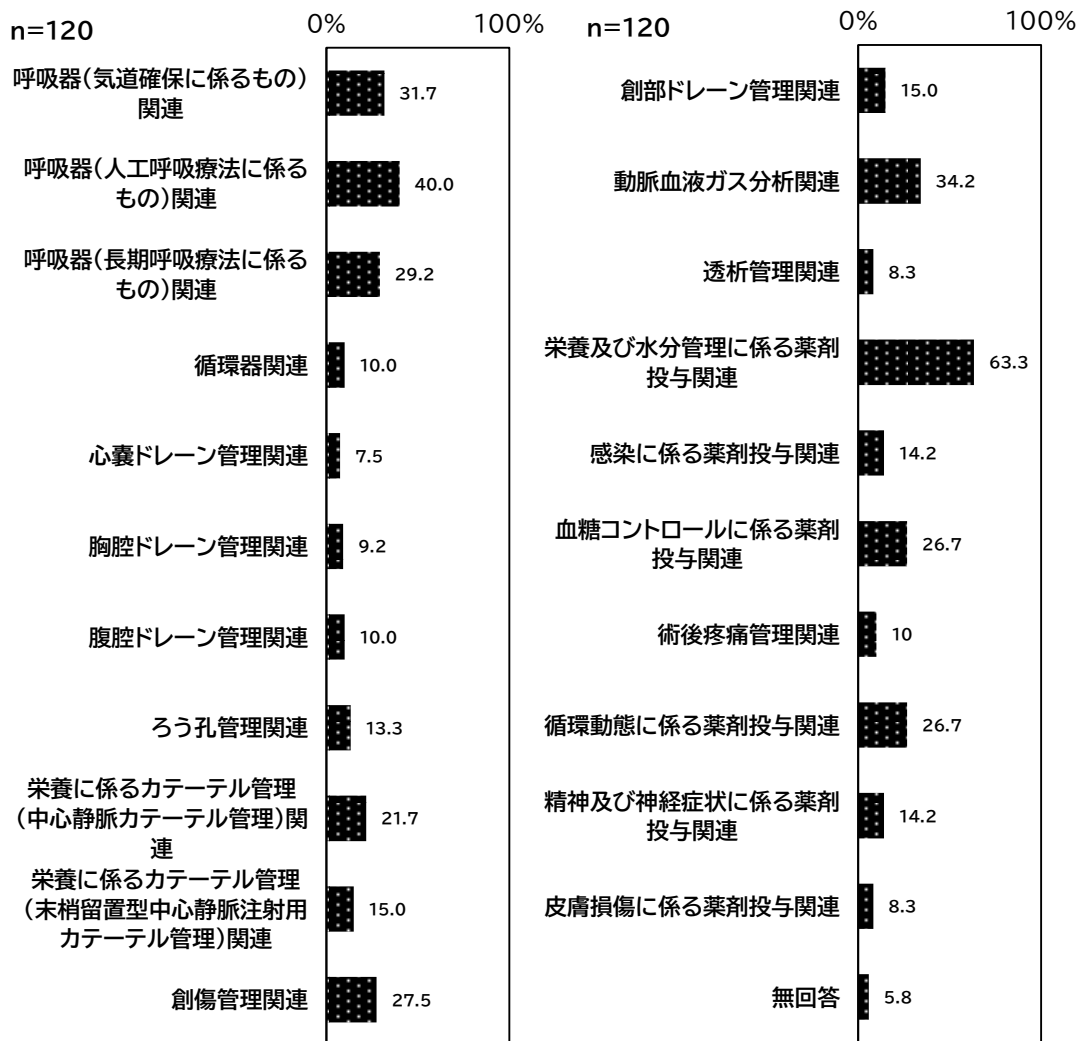 n=120
0%
100%
呼吸器(気道確保に係るもの)
関連
31.7
呼吸器(人工呼吸療法に係る
もの)関連
40.0
呼吸器(長期呼吸療法に係る
もの)関連
29.2
循環器関連
10.0
心嚢ドレーン管理関連
7.5
胸腔ドレーン管理関連
9.2
腹腔ドレーン管理関連
10.0
ろう孔管理関連
13.3
栄養に係るカテーテル管理
(中心静脈カテーテル管理)関
連
21.7
栄養に係るカテーテル管理
(末梢留置型中心静脈注射用
カテーテル管理)関連
15.0
創傷管理関連
27.5
n=120
0%
100%
創部ドレーン管理関連
15.0
動脈血液ガス分析関連
34.2
透析管理関連
8.3
栄養及び水分管理に係る薬剤
投与関連
63.3
感染に係る薬剤投与関連
14.2
血糖コントロールに係る薬剤
投与関連
26.7
術後疼痛管理関連
10
循環動態に係る薬剤投与関連
26.7
精神及び神経症状に係る薬剤
投与関連
14.2
皮膚損傷に係る薬剤投与関連
8.3
無回答
5.8